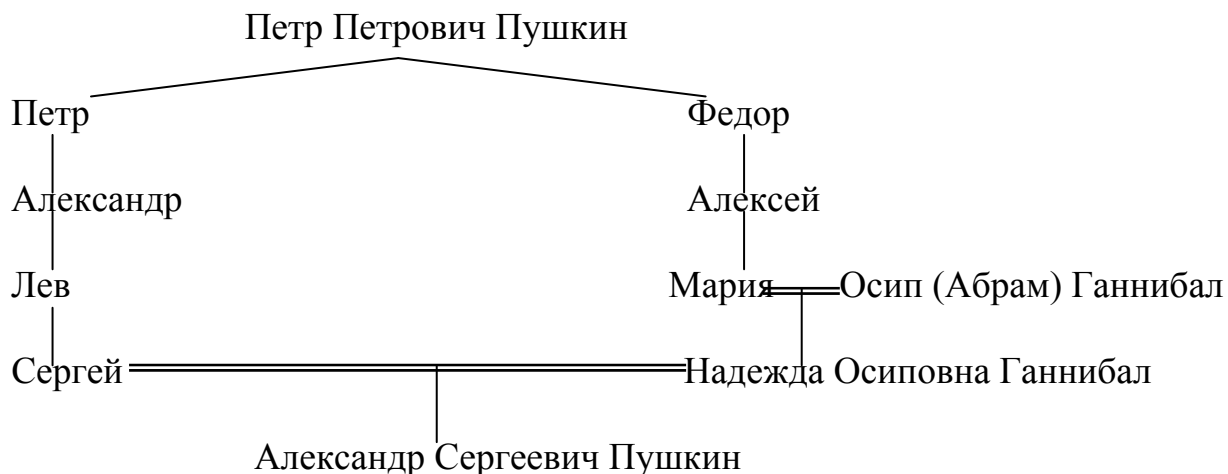 Петр Петрович Пушкин
Петр Федор
Александр Алексей
Лев Мария Осип (Абрам) Ганнибал
Сергей Надежда Осиповна Ганнибал
Александр Сергеевич Пушкин